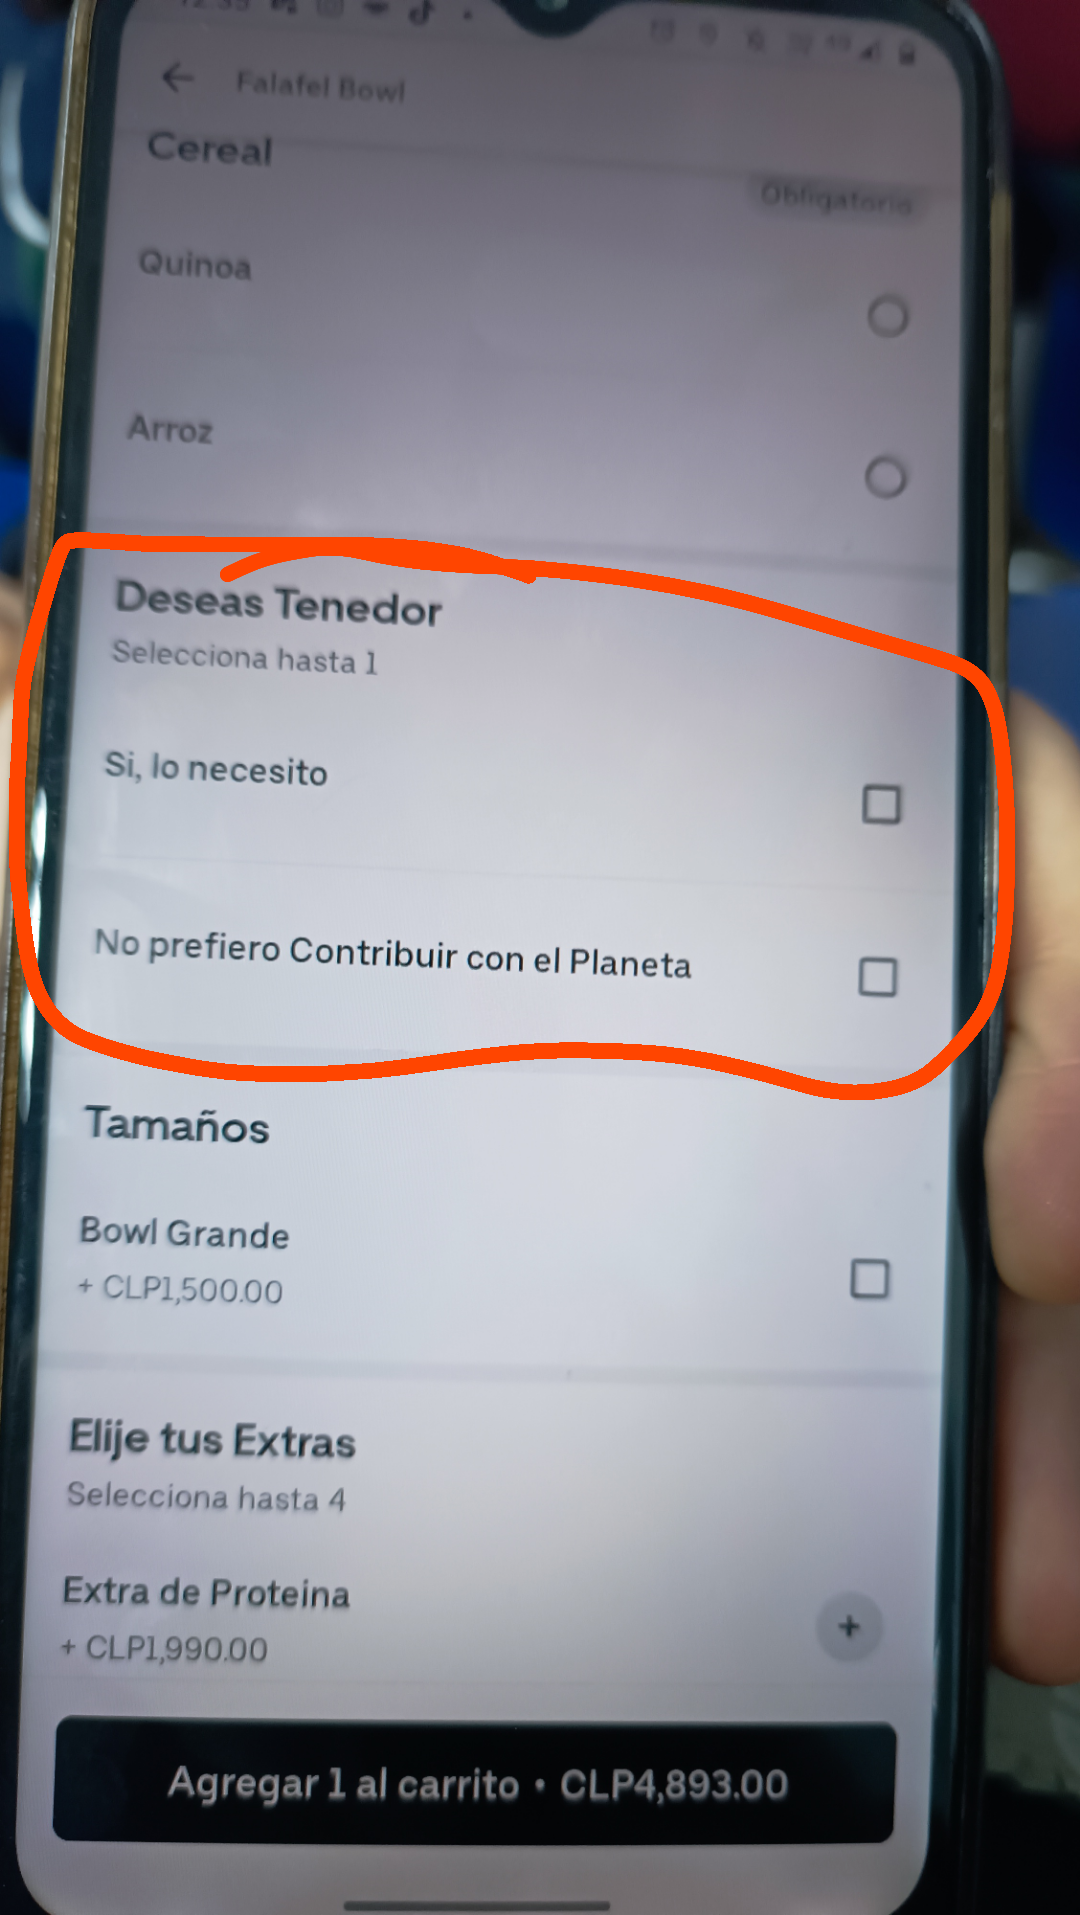 Falafel Bowl
Cereal
Obligatorio
Quinoa
Arroz
Deseas Tenedor
Selecciona hasta 1
Si, lo necesito
No prefiero Contribuir con el Planeta
Tamaños
Bowl Grande
+ CLP1,500.00
Elije tus Extras
Selecciona hasta 4
Extra de Proteina
+ CLP1,990.00
Agregar 1 al carrito • CLP4,893.00